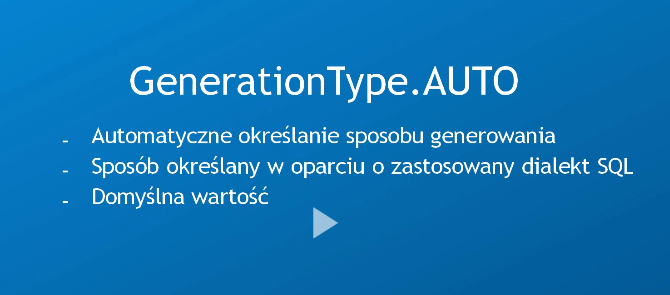 GenerationType.AUTO
- Automatyczne określanie sposobu generowania
- Sposób określany w oparciu o zastosowany dialekt SQL
- Domyślna wartość